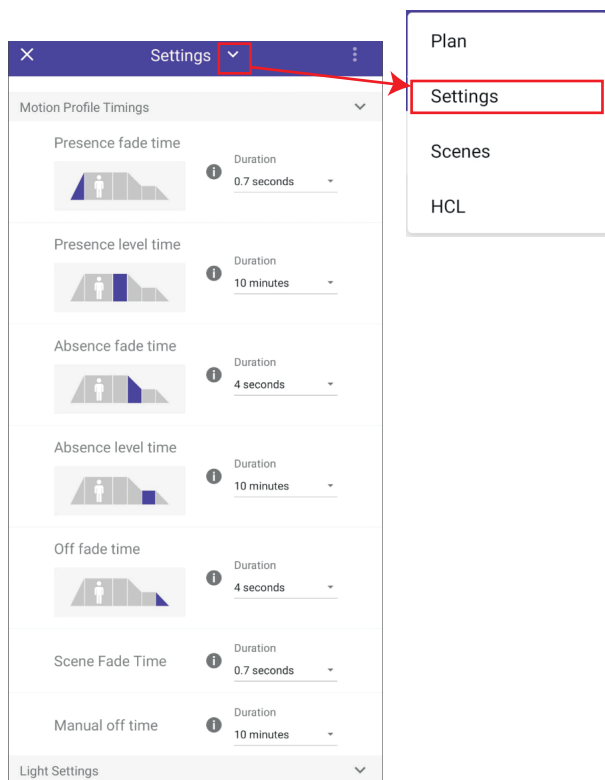 Settings
Plan
Settings
Scenes
HCL
Motion Profile Timings
Presence fade time
Duration
0.7 seconds
Presence level time
Duration
10 minutes
Absence fade time
Duration
4 seconds
Absence level time
Duration
10 minutes
Off fade time
Duration
4 seconds
Scene Fade Time
Duration
0.7 seconds
Manual off time
Duration
10 minutes
Light Settings